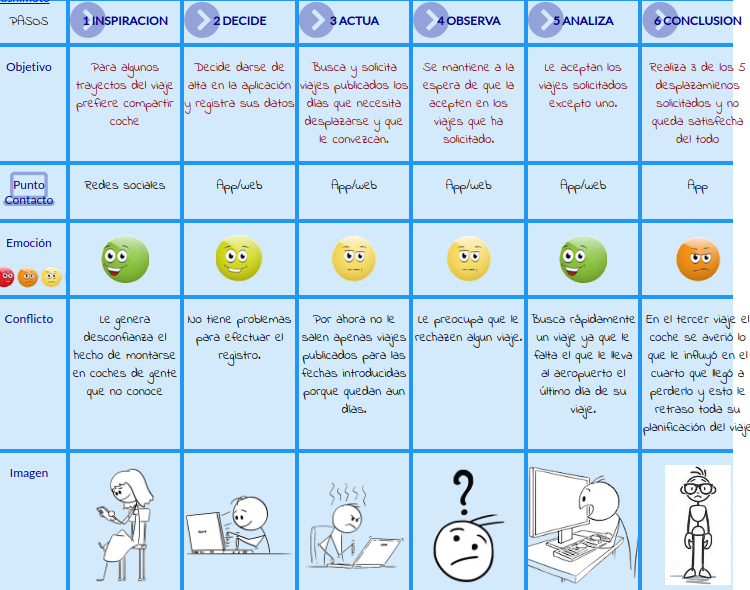 PASOS
1 INSPIRACION
2 DECIDE
3 ACTUA
4 OBSERVA
5 ANALIZA
6 CONCLUSION
Objetivo
Para algunos
trayectos del viaje
prefiere compartir
coche
Decide darse de
alta en la aplicación
y registra sus datos
Busca y solicita
viajes publicados los
días que necesita
desplazarse y que
le convezcan.
Se mantiene a la
espera de que la
acepten en los
viajes que ha
solicitado.
Le aceptan los
viajes solicitados
excepto uno.
Realiza 3 de los 5
desplazamienos
solicitados y no
queda satisfecha
del todo
Punto
Contacto
Redes sociales
App/web
App/web
App/web
App/web
App
Emoción
Conflicto
Le genera
desconfianza el
hecho de montarse
en coches de gente
que no conoce
No tiene problemas
para efectuar el
registro.
Por ahora no le
salen apenas viajes
publicados para las
fechas introducidas
porque quedan aun
días.
Le preocupa que le
rechazen algun viaje.
Busca rápidamente
un viaje ya que le
falta el que le lleva
al aeropuerto el
último día de su
viaje.
En el tercer viaje el
coche se averió lo
que le influyó en el
cuarto que llegó a
perderlo y esto le
retraso toda su
planificación del viaje
Imagen